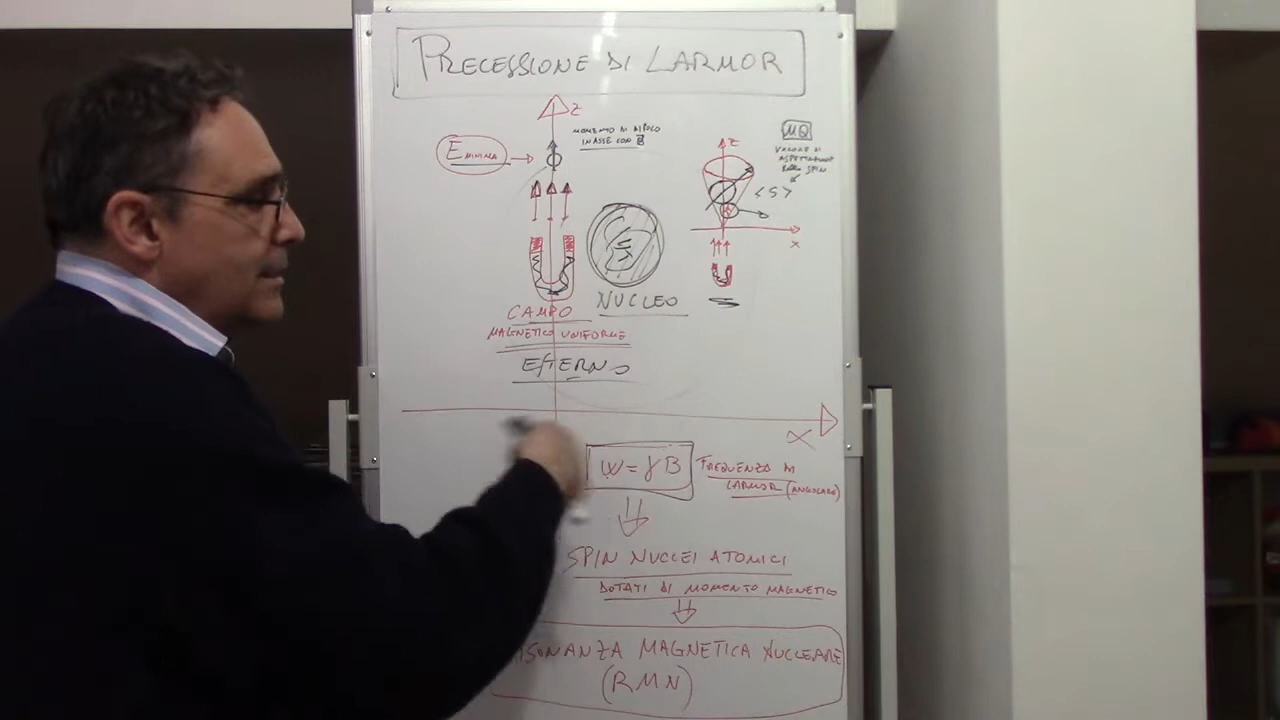 PRECESSIONE DI LARMOR
Z
MOMENTO DI DIPOLO
IN ASSE CON B
E MINIMA
MQ
VALORE DI
ASPETTAZIONE
DELLO SPIN
Z
<S>
X
NUCLEO
CAMPO
MAGNETICO UNIFORME
ESTERNO
X
W = γ B
FREQUENZA DI
LARMOR (ANGOLARE)
SPIN NUCLEI ATOMICI
DOTATI DI MOMENTO MAGNETICO
ISONANZA MAGNETICA NUCLEARE
(RMN)